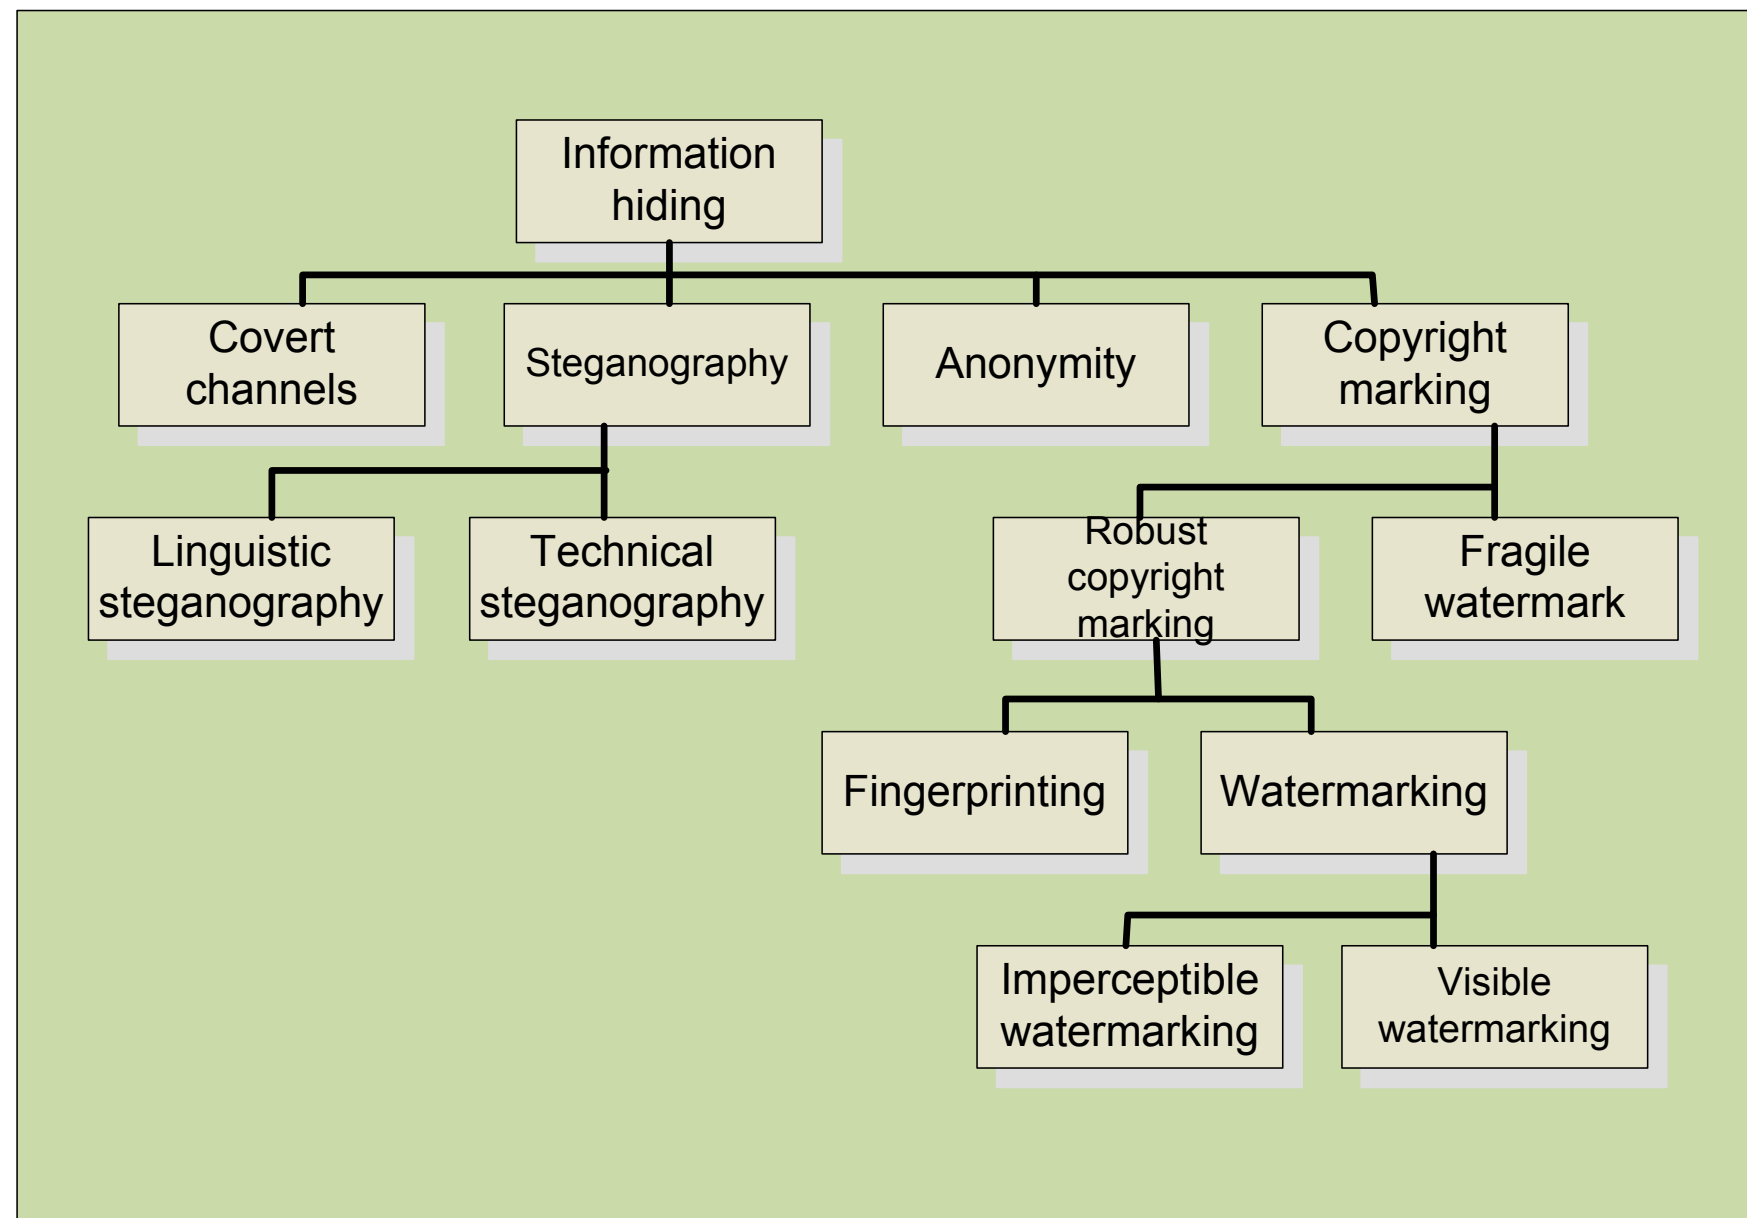 Information
hiding
Covert
channels
Steganography
Anonymity
Copyright
marking
Linguistic
steganography
Technical
steganography
Robust
copyright
marking
Fragile
watermark
Fingerprinting
Watermarking
Imperceptible
watermarking
Visible
watermarking